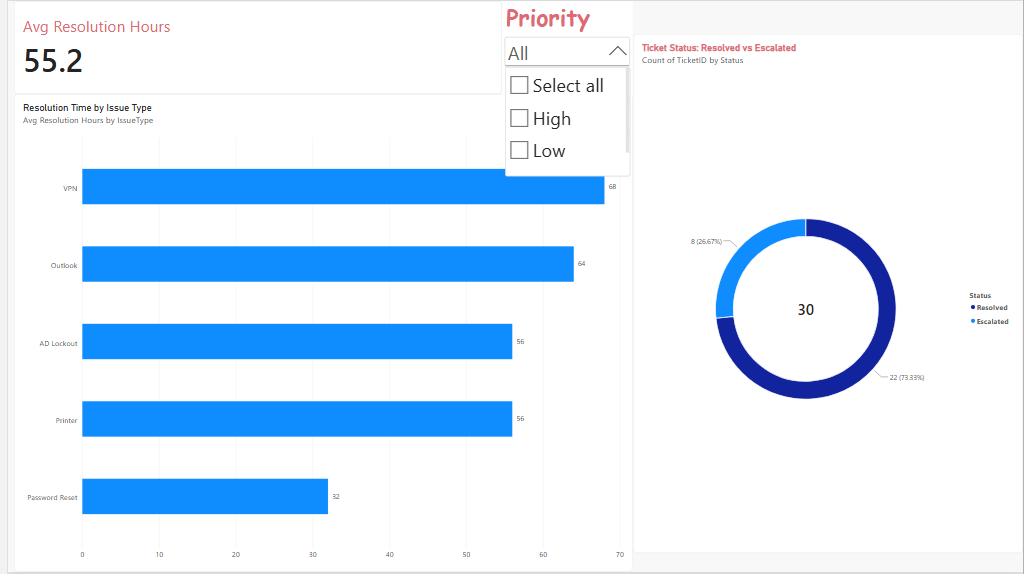 Avg Resolution Hours
55.2
Priority
All
Select all
High
Low
Resolution Time by Issue Type
Avg Resolution Hours by IssueType
VPN
68
Outlook
64
AD Lockout
56
Printer
56
Password Reset
32
0 10 20 30 40 50 60 70
Ticket Status: Resolved vs Escalated
Count of TicketID by Status
8 (26.67%)
30
22 (73.33%)
Status
Resolved
Escalated